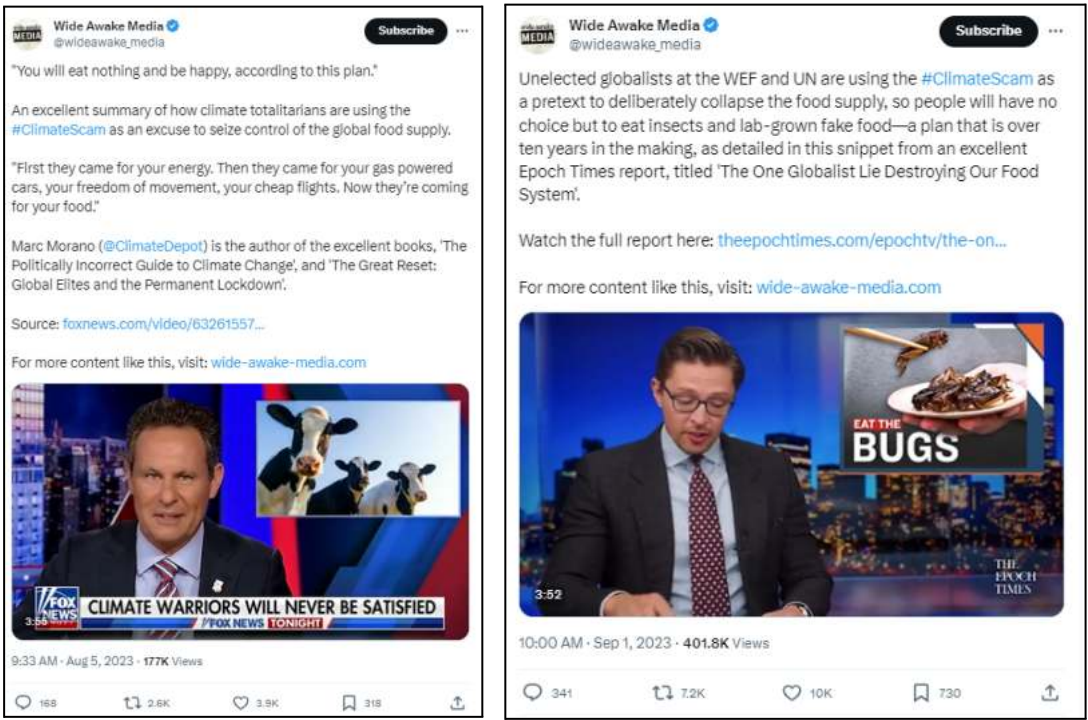 Wide Awake Media
@wideawake_media
Subscribe
"You will eat nothing and be happy, according to this plan."
An excellent summary of how climate totalitarians are using the
#ClimateScam as an excuse to seize control of the global food supply.
"First they came for your energy. Then they came for your gas powered
cars, your freedom of movement, your cheap flights. Now they're coming
for your food."
Marc Morano (@ClimateDepot) is the author of the excellent books, 'The
Politically Incorrect Guide to Climate Change', and 'The Great Reset:
Global Elites and the Permanent Lockdown'.
Source: foxnews.com/video/63261557...
For more content like this, visit: wide-awake-media.com
FOX
NEWS
CLIMATE WARRIORS WILL NEVER BE SATISFIED
FOX NEWS TONIGHT
9:33 AM · Aug 5, 2023 · 177K Views
168 2.6K 3.9K 318
MEDIA
Wide Awake Media
@wideawake_media
Subscribe
Unelected globalists at the WEF and UN are using the #ClimateScam as
a pretext to deliberately collapse the food supply, so people will have no
choice but to eat insects and lab-grown fake food—a plan that is over
ten years in the making, as detailed in this snippet from an excellent
Epoch Times report, titled 'The One Globalist Lie Destroying Our Food
System'.
Watch the full report here: theepochtimes.com/epochtv/the-on...
For more content like this, visit: wide-awake-media.com
EAT THE
BUGS
THE
EPOCH
TIMES
3:52
10:00 AM · Sep 1, 2023 · 401.8K Views
341 7.2K 10K 730